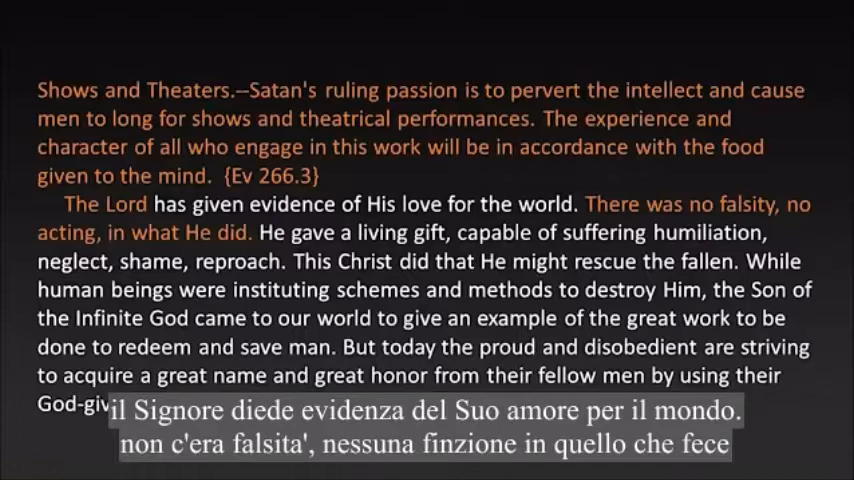 Shows and Theaters.--Satan's ruling passion is to pervert the intellect and cause
men to long for shows and theatrical performances. The experience and
character of all who engage in this work will be in accordance with the food
given to the mind. {Ev 266.3}
The Lord has given evidence of His love for the world. There was no falsity, no
acting, in what He did. He gave a living gift, capable of suffering humiliation,
neglect, shame, reproach. This Christ did that He might rescue the fallen. While
human beings were instituting schemes and methods to destroy Him, the Son of
the Infinite God came to our world to give an example of the great work to be
done to redeem and save man. But today the proud and disobedient are striving
to acquire a great name and great honor from their fellow men by using their
il Signore diede evidenza del Suo amore per il mondo.
non c'era falsita', nessuna finzione in quello che fece